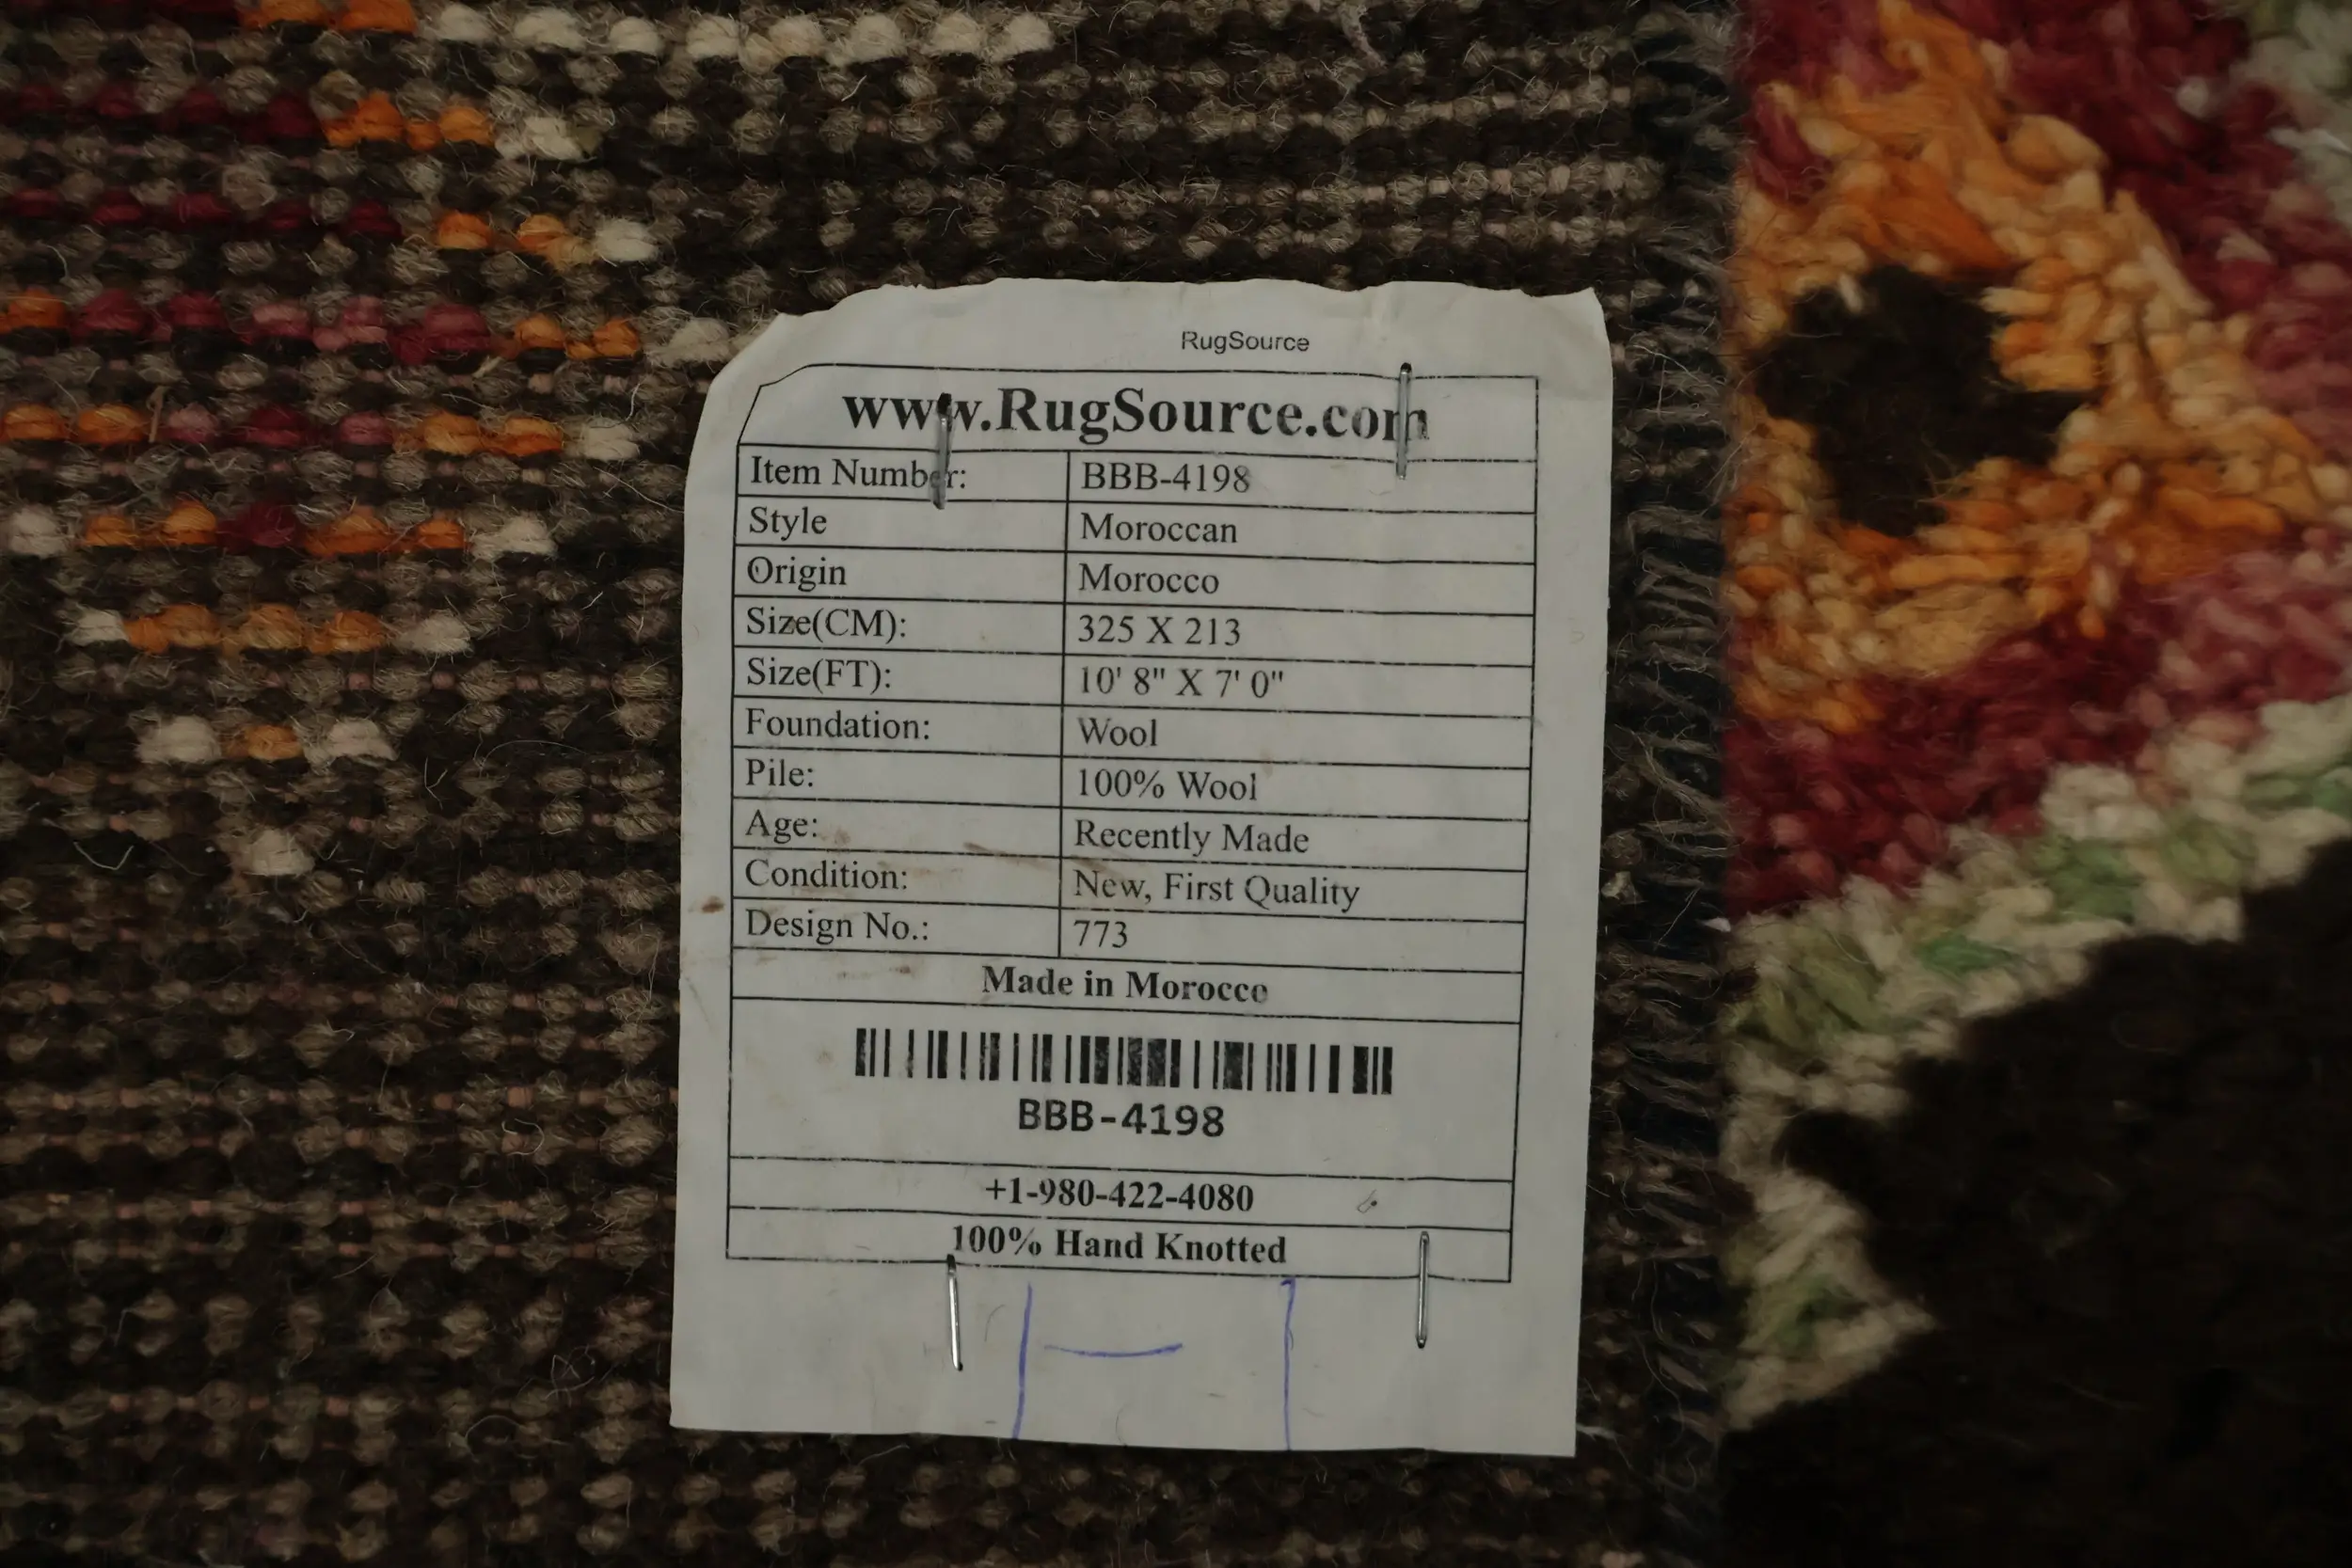 RugSource
www.RugSource.com
Item Number: BBB-4198
Style Moroccan
Origin Morocco
Size(CM): 325 X 213
Size(FT): 10' 8" X 7' 0"
Foundation: Wool
Pile: 100% Wool
Age: Recently Made
Condition: New, First Quality
Design No.: 773
Made in Morocco
BBB-4198
+1-980-422-4080
100% Hand Knotted
1 - 1